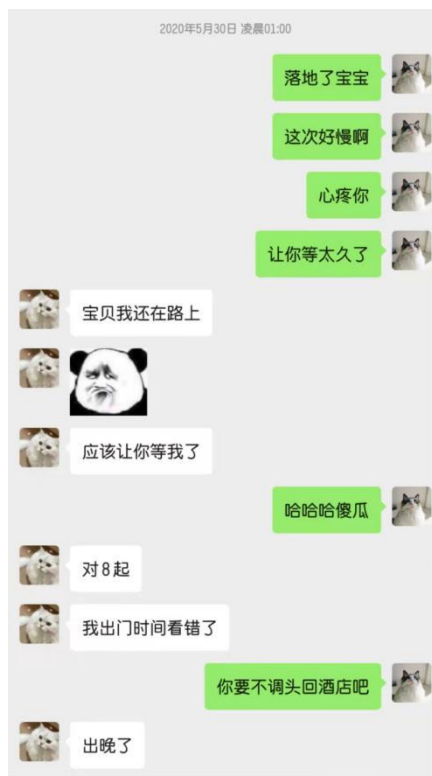 2020年5月30日 凌晨01:00
落地了宝宝
这次好慢啊
心疼你
让你等太久了
宝贝我还在路上
应该让你等我了
哈哈哈傻瓜
对8起
我出门时间看错了
你要不调头回酒店吧
出晚了